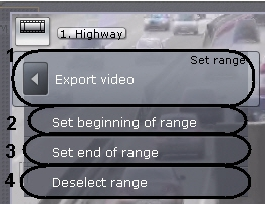 1. Highway
1
Set range
Export video
2 Set beginning of range
3 Set end of range
4 Deselect range